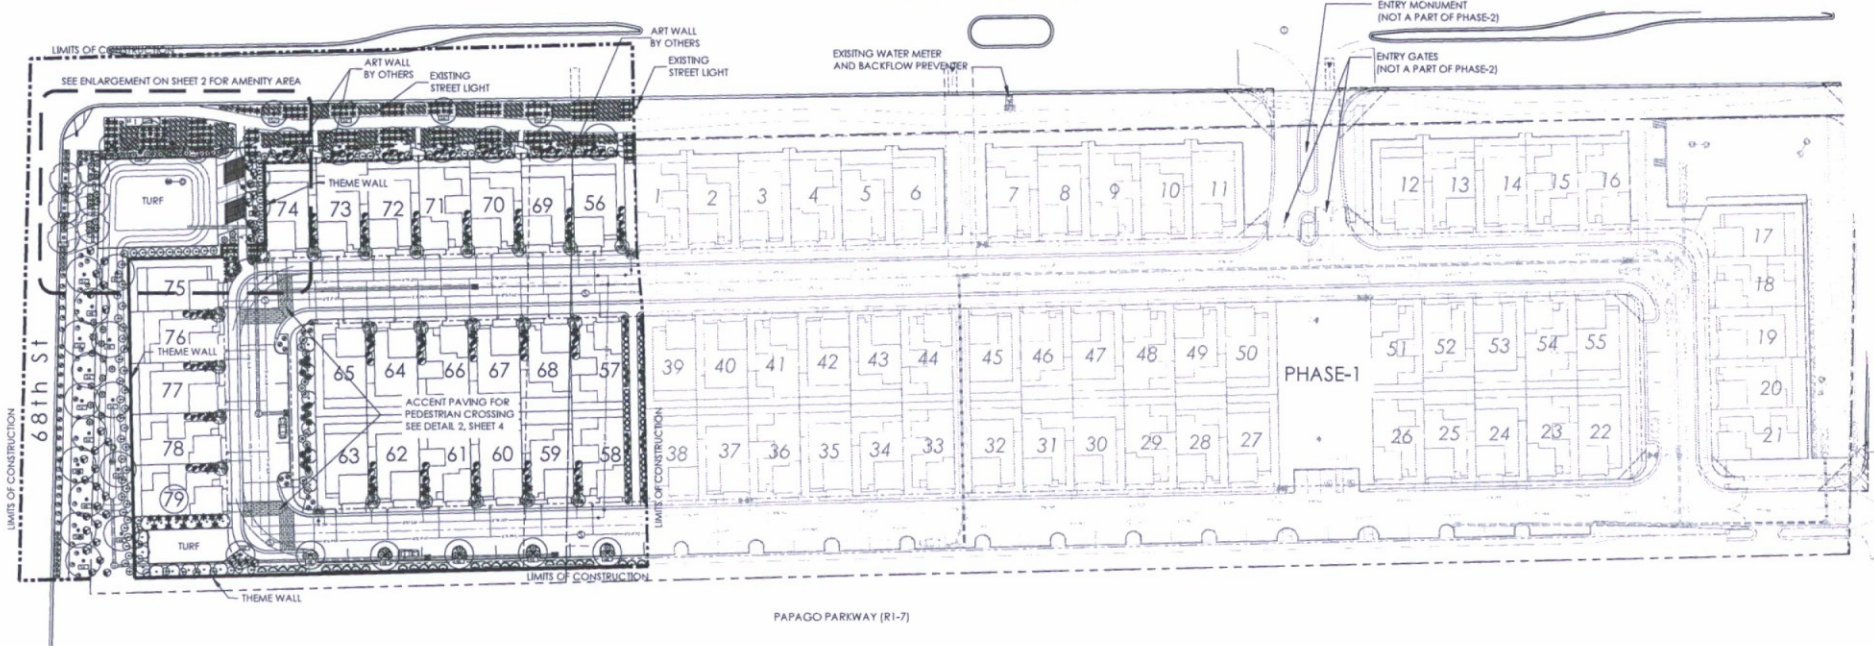 ENTRY MONUMENT
(NOT A PART OF PHASE-2)
ENTRY GATES
(NOT A PART OF PHASE-2)
ART WALL
BY OTHERS
EXISTING
STREET LIGHT
EXISITNG WATER METER
AND BACKFLOW PREVENTER
LIMITS OF CONSTRUCTION
SEE ENLARGEMENT ON SHEET 2 FOR AMENITY AREA
ART WALL
BY OTHERS
EXISTING
STREET LIGHT
TURF
THEME WALL
74 73 72 71 70 69 56
1 2 3 4 5 6 7 8 9 10 11 12 13 14 15 16
17
18
19
20
21
75
76
THEME WALL
77
78
79
TURF
68th St
LIMITS OF CONSTRUCTION
65 64 66 67 68 57
39 40 41 42 43 44 45 46 47 48 49 50
PHASE-1
51 52 53 54 55
ACCENT PAVING FOR
PEDESTRIAN CROSSING
SEE DETAIL 2, SHEET 4
63 62 61 60 59 58
LIMITS OF CONSTRUCTION
38 37 36 35 34 33 32 31 30 29 28 27
26 25 24 23 22
LIMITS OF CONSTRUCTION
THEME WALL
PAPAGO PARKWAY (R1-7)